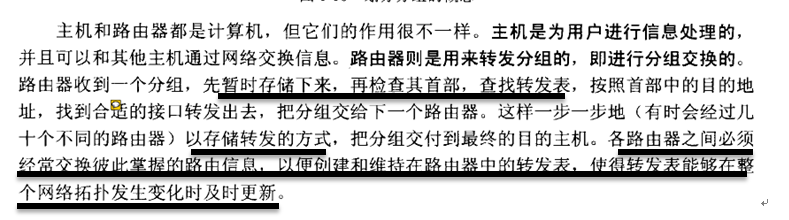 主机和路由器都是计算机，但它们的作用很不一样。主机是为用户进行信息处理的，
并且可以和其他主机通过网络交换信息。路由器则是用来转发分组的，即进行分组交换的。
路由器收到一个分组，先暂时存储下来，再检查其首部，查找转发表，按照首部中的目的地
址，找到合适的接口转发出去，把分组交给下一个路由器。这样一步一步地（有时会经过几
十个不同的路由器）以存储转发的方式，把分组交付到最终的目的主机。各路由器之间必须
经常交换彼此掌握的路由信息，以便创建和维持在路由器中的转发表，使得转发表能够在整
个网络拓扑发生变化时及时更新。